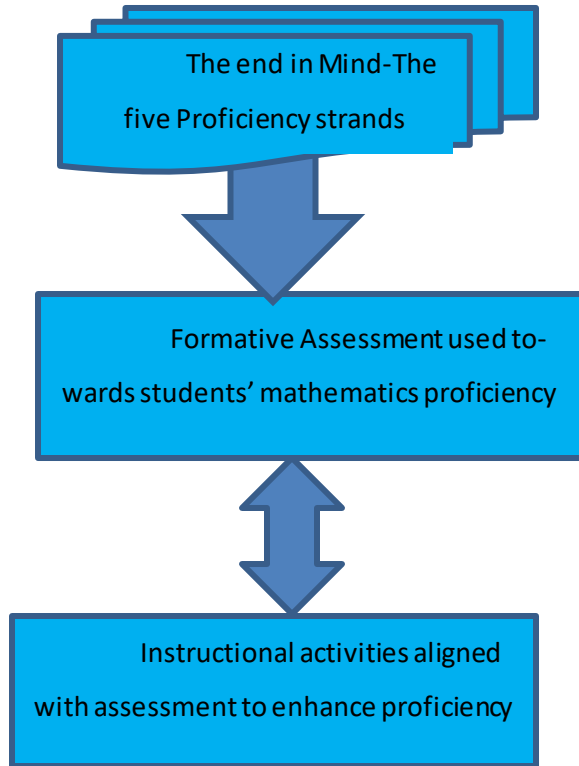 The end in Mind-The
five Proficiency strands
Formative Assessment used to-
wards students’ mathematics proficiency
Instructional activities aligned
with assessment to enhance proficiency